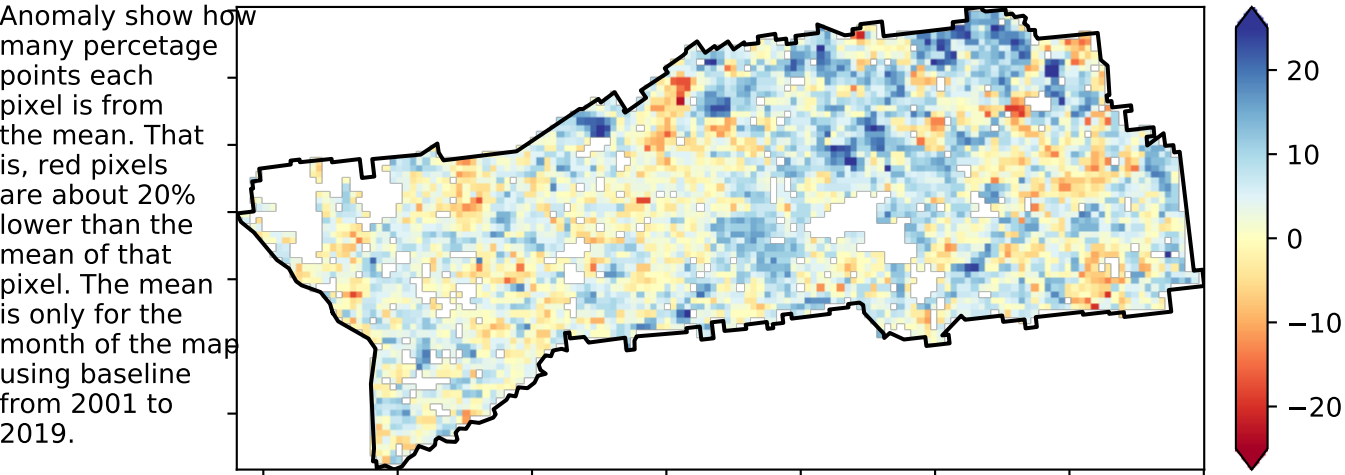 Anomaly show how
many percetage
points each
pixel is from
the mean. That
is, red pixels
are about 20%
lower than the
mean of that
pixel. The mean
is only for the
month of the map
using baseline
from 2001 to
2019.
20
10
0
−10
−20